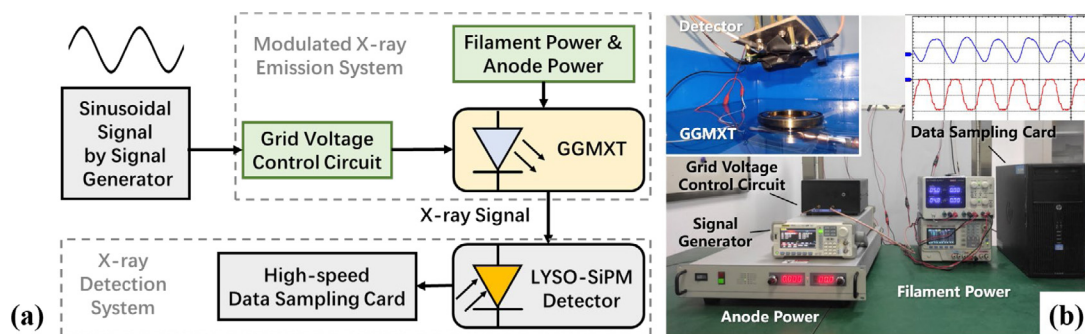 Modulated X-ray
Emission System
Filament Power &
Anode Power
Sinusoidal
Signal
by Signal
Generator
Grid Voltage
Control Circuit
GGMXT
X-ray Signal
X-ray
Detection
System
High-speed
Data Sampling Card
LYSO-SiPM
Detector
(a)
Detector
GGMXT
Data Sampling Card
Grid Voltage
Control Circuit
Signal
Generator
Filament Power
Anode Power
(b)